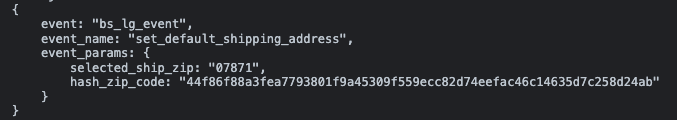 {
event: "bs_lg_event",
event_name: "set_default_shipping_address",
event_params: {
selected_ship_zip: "07871",
hash_zip_code: "44f86f88a3fea7793801f9a45309f559ecc82d74eefac46c14635d7c258d24ab"
}
}